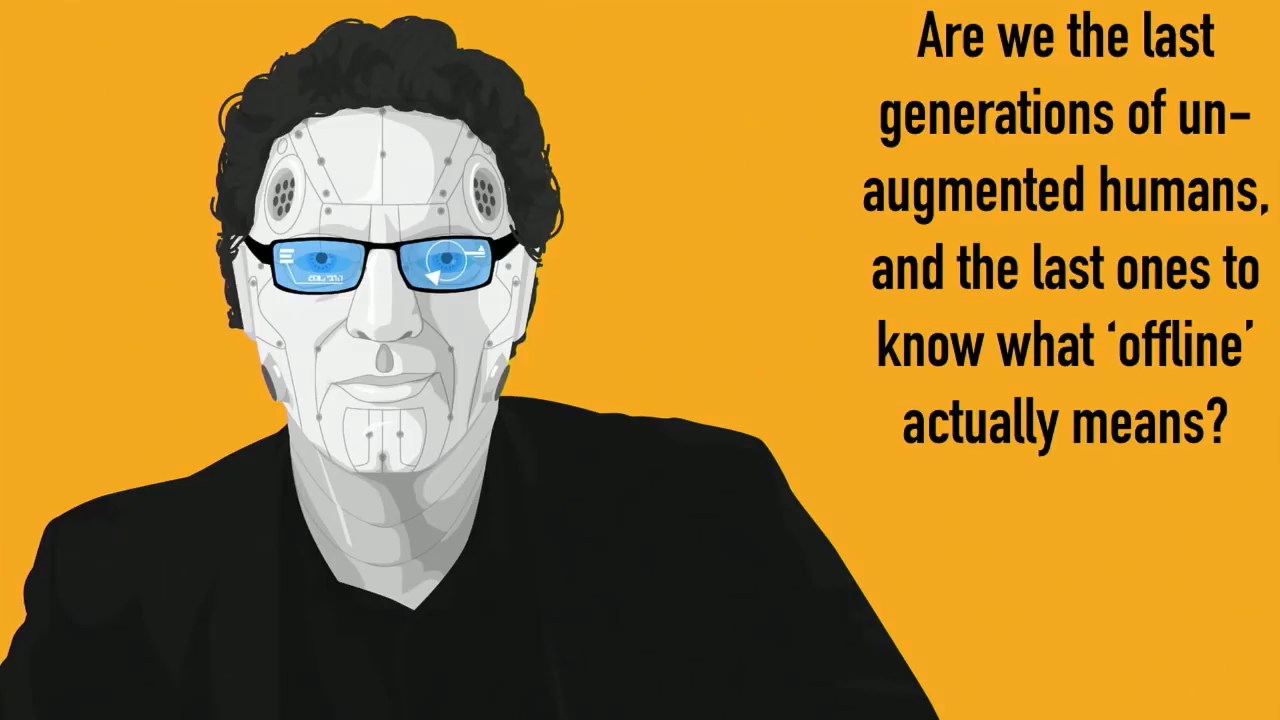 Are we the last
generations of un-
augmented humans,
and the last ones to
know what ‘offline’
actually means?